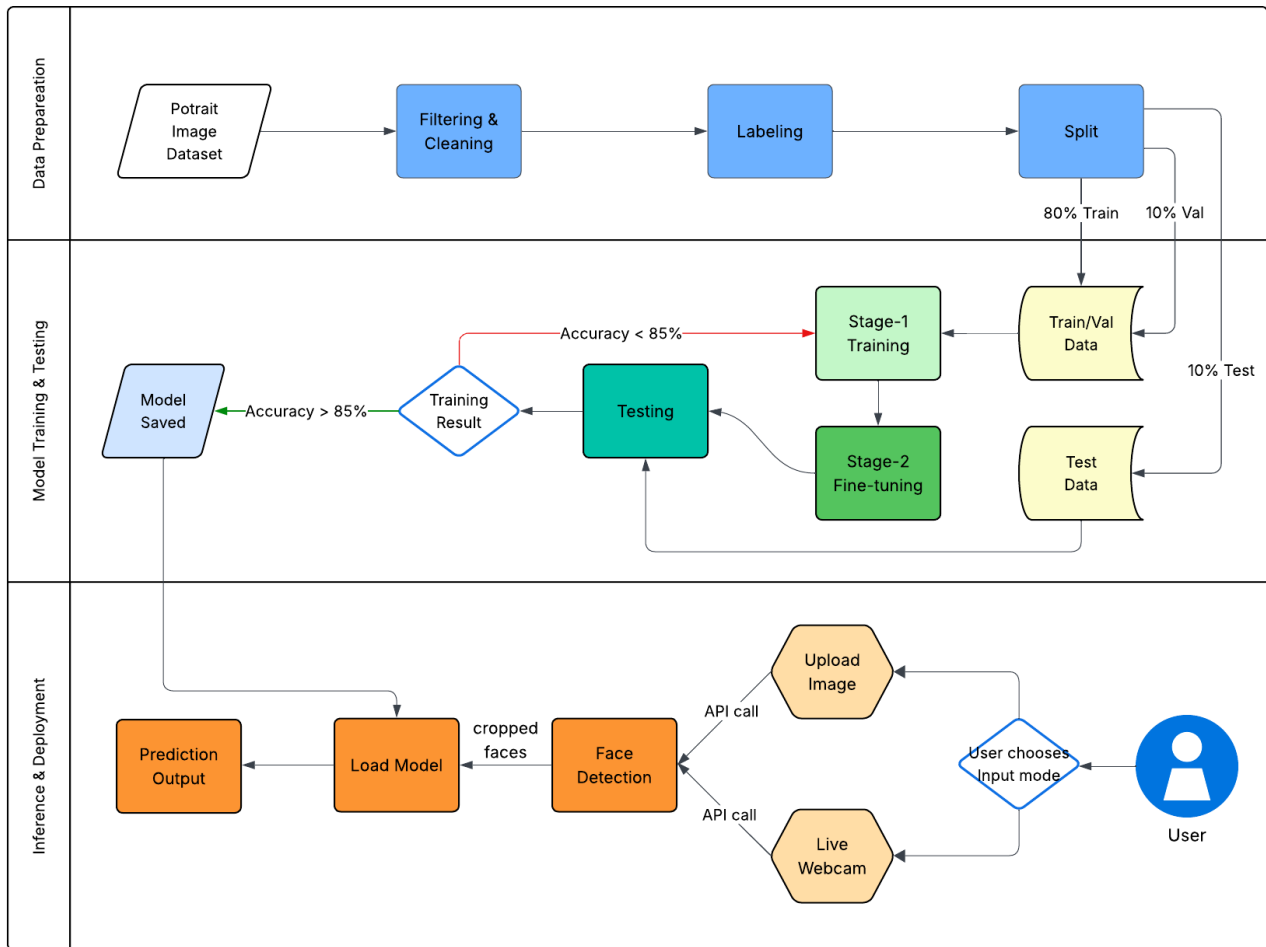 Data Prepareation
Potrait
Image
Dataset
Filtering &
Cleaning
Labeling
Split
80% Train
10% Val
10% Test
Model Training & Testing
Model
Saved
Accuracy > 85%
Training
Result
Accuracy < 85%
Testing
Stage-1
Training
Stage-2
Fine-tuning
Train/Val
Data
Test
Data
Inference & Deployment
Prediction
Output
Load Model
cropped
faces
Face
Detection
API call
API call
Upload
Image
Live
Webcam
User chooses
Input mode
User